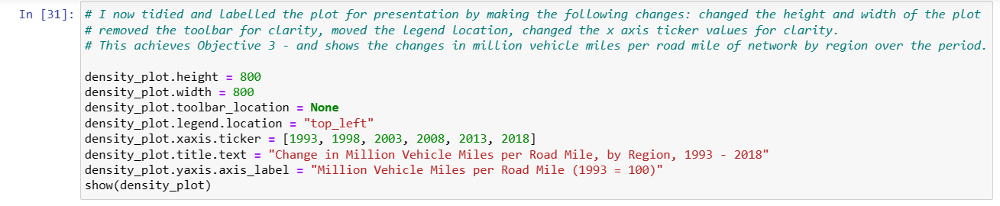 In [31]: # I now tidied and labelled the plot for presentation by making the following changes: changed the height and width of the plot
# removed the toolbar for clarity, moved the legend location, changed the x axis ticker values for clarity.
# This achieves Objective 3 - and shows the changes in million vehicle miles per road mile of network by region over the period.
density_plot.height = 800
density_plot.width = 800
density_plot.toolbar_location = None
density_plot.legend.location = "top_left"
density_plot.xaxis.ticker = [1993, 1998, 2003, 2008, 2013, 2018]
density_plot.title.text = "Change in Million Vehicle Miles per Road Mile, by Region, 1993 - 2018"
density_plot.yaxis.axis_label = "Million Vehicle Miles per Road Mile (1993 = 100)"
show(density_plot)